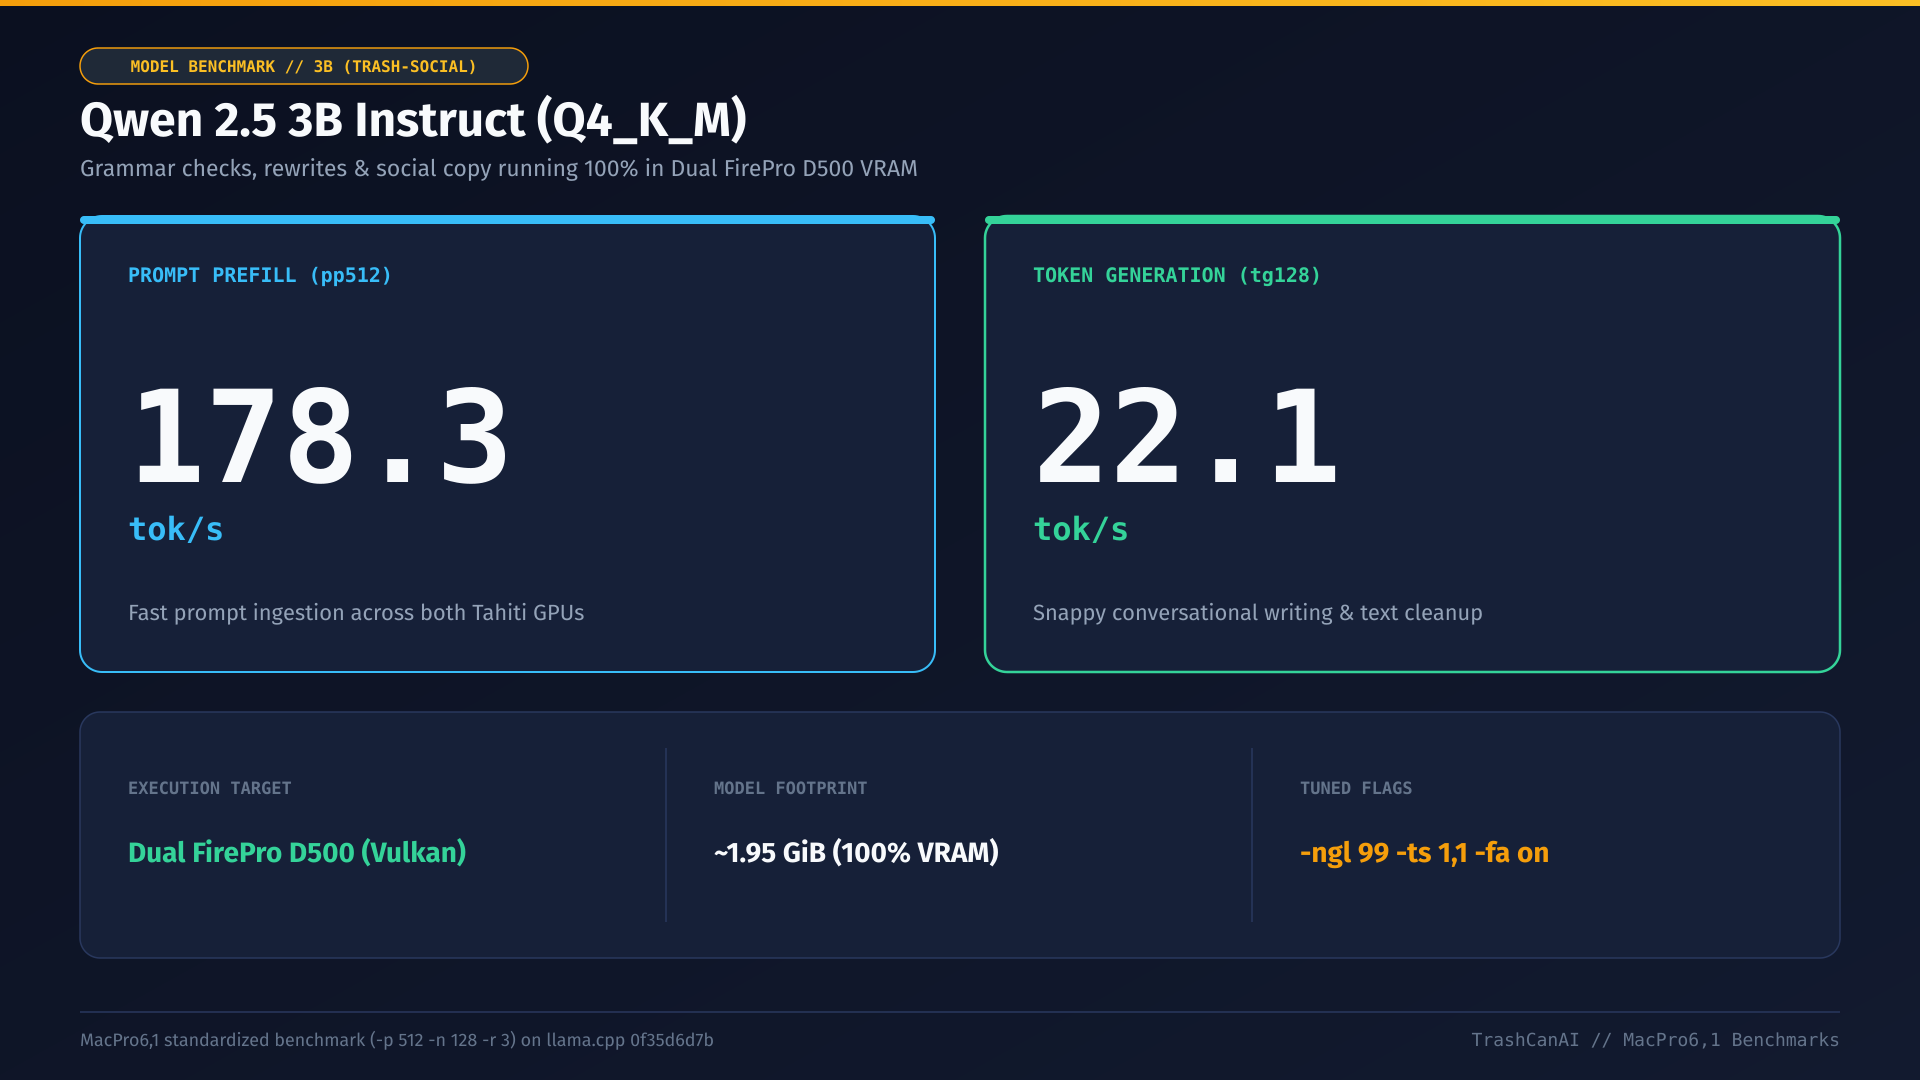 MODEL BENCHMARK // 3B (TRASH-SOCIAL)
Qwen 2.5 3B Instruct (Q4_K_M)
Grammar checks, rewrites & social copy running 100% in Dual FirePro D500 VRAM
PROMPT PREFILL (pp512)
178.3
tok/s
Fast prompt ingestion across both Tahiti GPUs
TOKEN GENERATION (tg128)
22.1
tok/s
Snappy conversational writing & text cleanup
EXECUTION TARGET
Dual FirePro D500 (Vulkan)
MODEL FOOTPRINT
~1.95 GiB (100% VRAM)
TUNED FLAGS
-ngl 99 -ts 1,1 -fa on
MacPro6,1 standardized benchmark (-p 512 -n 128 -r 3) on llama.cpp 0f35d6d7b
TrashCanAI // MacPro6,1 Benchmarks